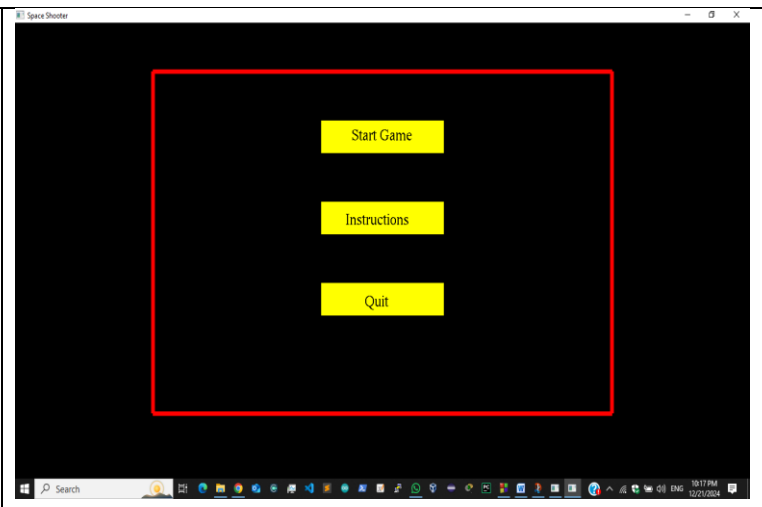 Space Shooter
Start Game
Instructions
Quit
Search
ENG
10:17 PM
12/21/2024